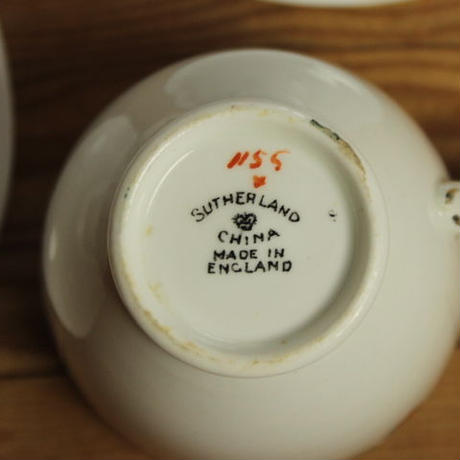 1155
SUTHERLAND
CHINA
MADE IN
ENGLAND